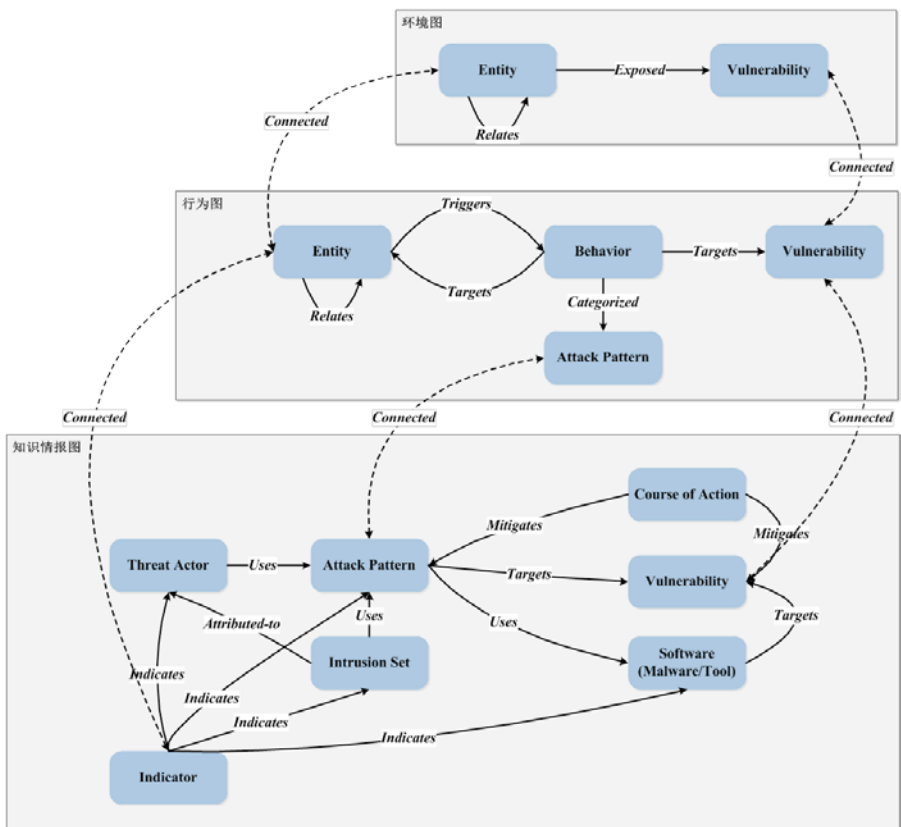 环境图
Entity
Exposed
Vulnerability
Relates
Connected
Connected
行为图
Triggers
Entity
Behavior
Targets
Vulnerability
Targets
Relates
Categorized
Attack Pattern
Connected
Connected
Connected
知识情报图
Course of Action
Mitigates
Mitigates
Threat Actor
Uses
Attack Pattern
Targets
Vulnerability
Attributed-to
Uses
Uses
Targets
Intrusion Set
Software
(Malware/Tool)
Indicates
Indicates
Indicates
Indicates
Indicator